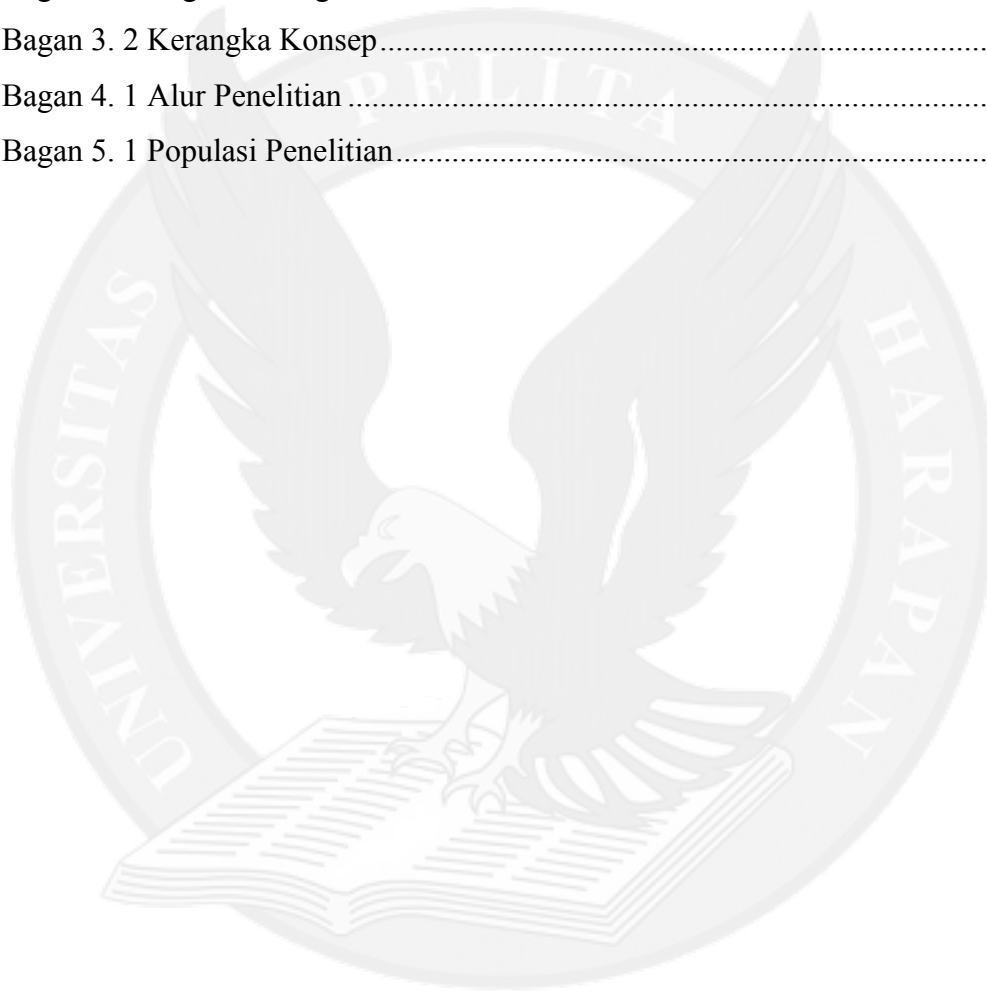 Bagan 3. 2 Kerangka Konsep...........................................................................
Bagan 4. 1 Alur Penelitian...............................................................................
Bagan 5. 1 Populasi Penelitian.........................................................................
UNIVERSITAS PELITA HARAPAN